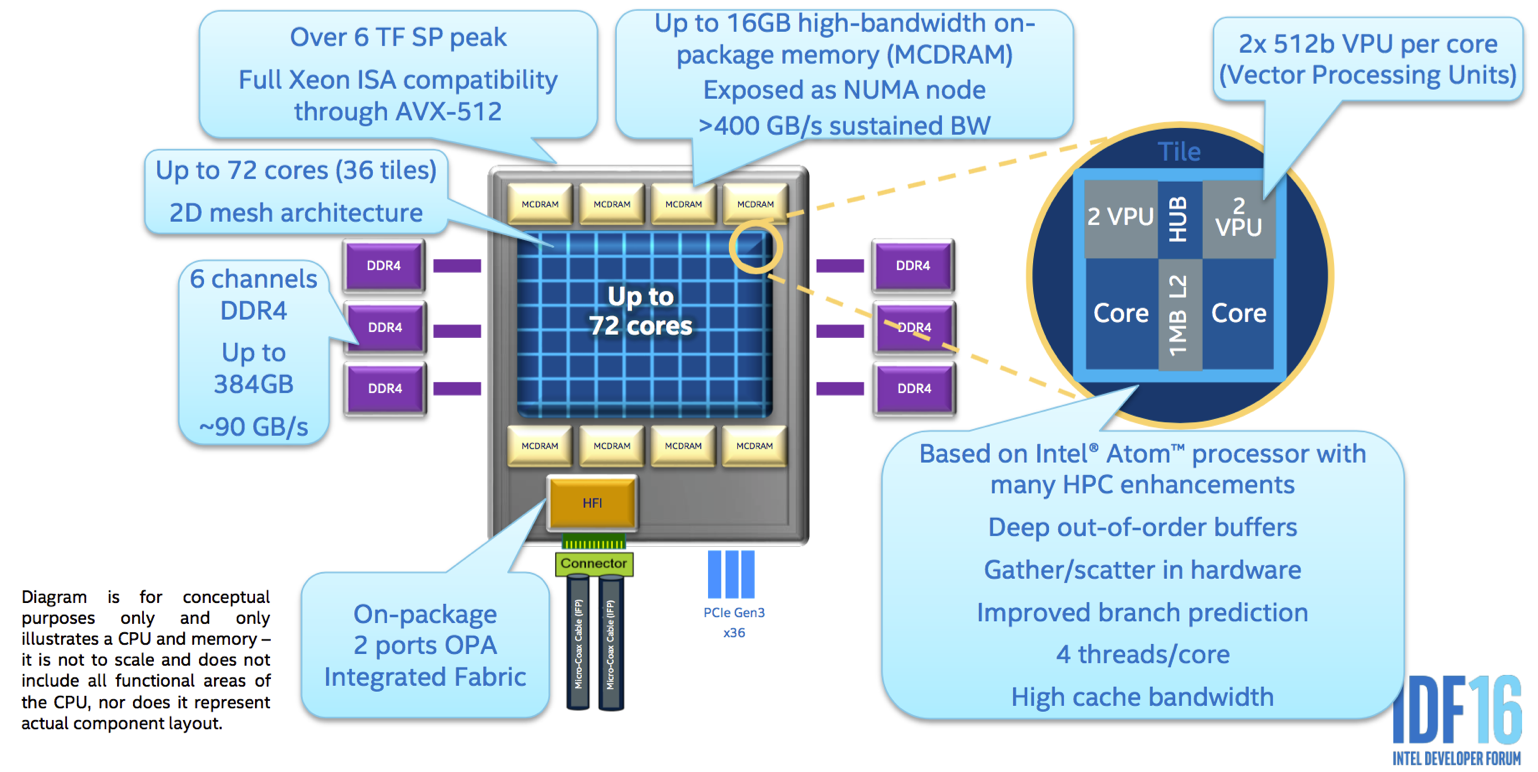 Over 6 TF SP peak
Full Xeon ISA compatibility
through AVX-512
Up to 16GB high-bandwidth on-
package memory (MCDRAM)
Exposed as NUMA node
>400 GB/s sustained BW
2x 512b VPU per core
(Vector Processing Units)
Up to 72 cores (36 tiles)
2D mesh architecture
MCDRAM
MCDRAM
MCDRAM
MCDRAM
Tile
2 VPU
HUB
2
VPU
Core
1MB L2
Core
6 channels
DDR4
Up to
384GB
~90 GB/s
DDR4
DDR4
DDR4
Up to
72 cores
DDR4
DDR4
DDR4
MCDRAM
MCDRAM
MCDRAM
MCDRAM
HFI
Connector
Micro-Coax Cable (IFP)
Micro-Coax Cable (IFP)
PCIe Gen3
x36
On-package
2 ports OPA
Integrated Fabric
Based on Intel® Atom™ processor with
many HPC enhancements
Deep out-of-order buffers
Gather/scatter in hardware
Improved branch prediction
4 threads/core
High cache bandwidth
Diagram is for conceptual
purposes only and only
illustrates a CPU and memory –
it is not to scale and does not
include all functional areas of
the CPU, nor does it represent
actual component layout.
IDF16
INTEL DEVELOPER FORUM